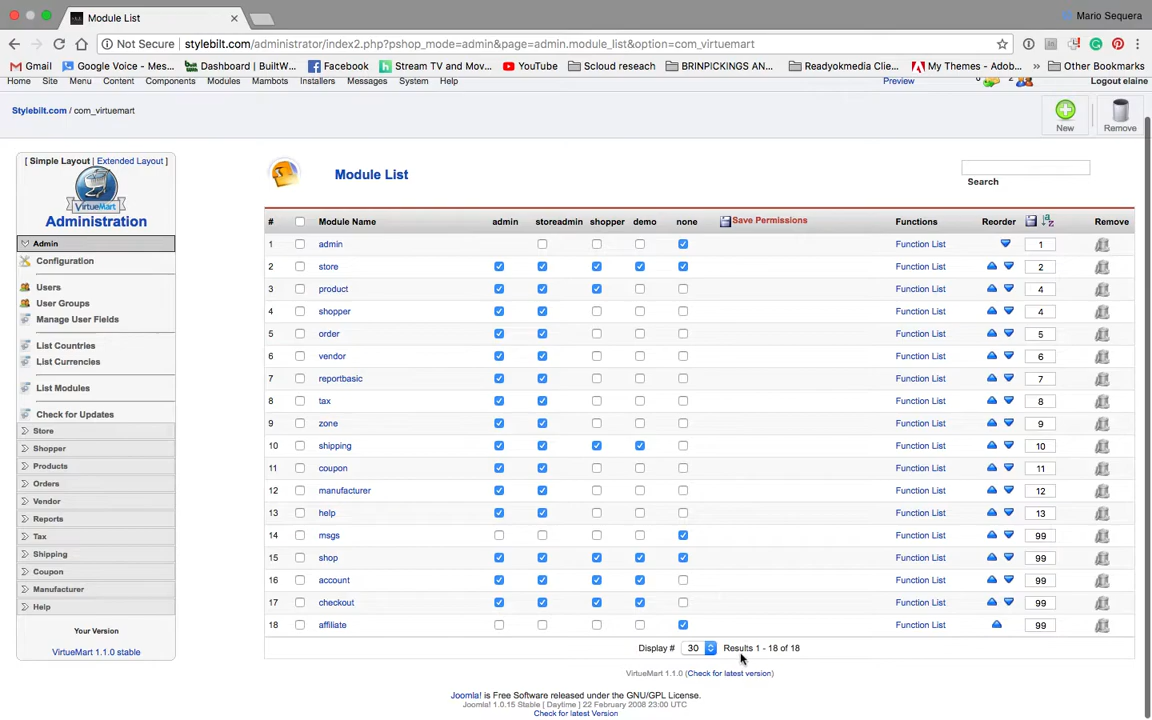 Module List
Mario Sequera
Not Secure stylebilt.com/administrator/index2.php?pshop_mode=admin&page=admin.module_list&option=com_virtuemart
Gmail Google Voice - Mes... Dashboard | BuiltW... Facebook Stream TV and Mov... YouTube Scloud reseach BRINPICKINGS AN... Readyokmedia Clie... My Themes - Adob... » Other Bookmarks
Home Site Menu Content Components Modules Mambots Installers Messages System Help Preview Logout elaine
Stylebilt.com / com_virtuemart
New Remove
[ Simple Layout | Extended Layout ]
VirtueMart
Administration
Admin
Configuration
Users
User Groups
Manage User Fields
List Countries
List Currencies
List Modules
Check for Updates
Store
Shopper
Products
Orders
Vendor
Reports
Tax
Shipping
Coupon
Manufacturer
Help
Your Version
VirtueMart 1.1.0 stable
Module List
Search
# Module Name admin storeadmin shopper demo none Save Permissions Functions Reorder Remove
1 admin Function List 1
2 store Function List 2
3 product Function List 4
4 shopper Function List 4
5 order Function List 5
6 vendor Function List 6
7 reportbasic Function List 7
8 tax Function List 8
9 zone Function List 9
10 shipping Function List 10
11 coupon Function List 11
12 manufacturer Function List 12
13 help Function List 13
14 msgs Function List 99
15 shop Function List 99
16 account Function List 99
17 checkout Function List 99
18 affiliate Function List 99
Display # 30 Results 1 - 18 of 18
VirtueMart 1.1.0 (Check for latest version)
Joomla! is Free Software released under the GNU/GPL License.
Joomla! 1.0.15 Stable [ Daytime ] 22 February 2008 23:00 UTC
Check for latest Version